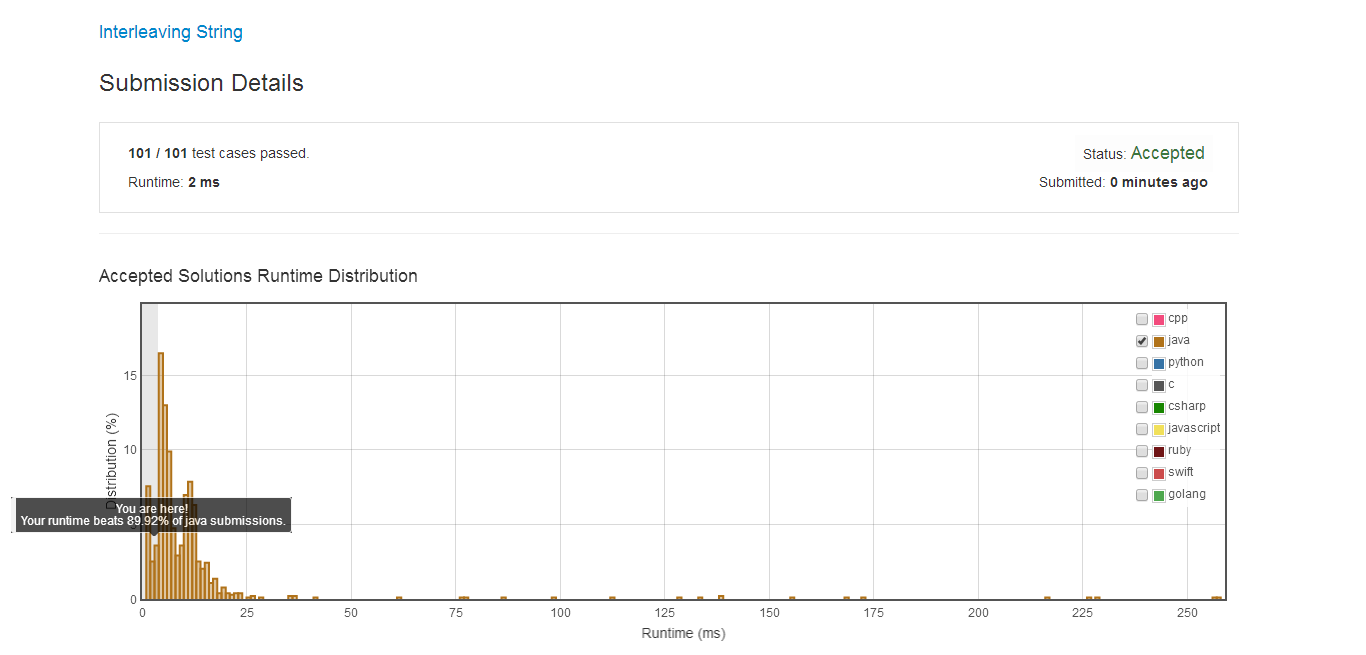 Interleaving String
Submission Details
101 / 101 test cases passed.
Status: Accepted
Runtime: 2 ms
Submitted: 0 minutes ago
Accepted Solutions Runtime Distribution
cpp
java
python
c
csharp
javascript
ruby
swift
golang
Distribution (%)
15
10
0
You are here!
Your runtime beats 89.92% of java submissions.
0 25 50 75 100 125 150 175 200 225 250
Runtime (ms)